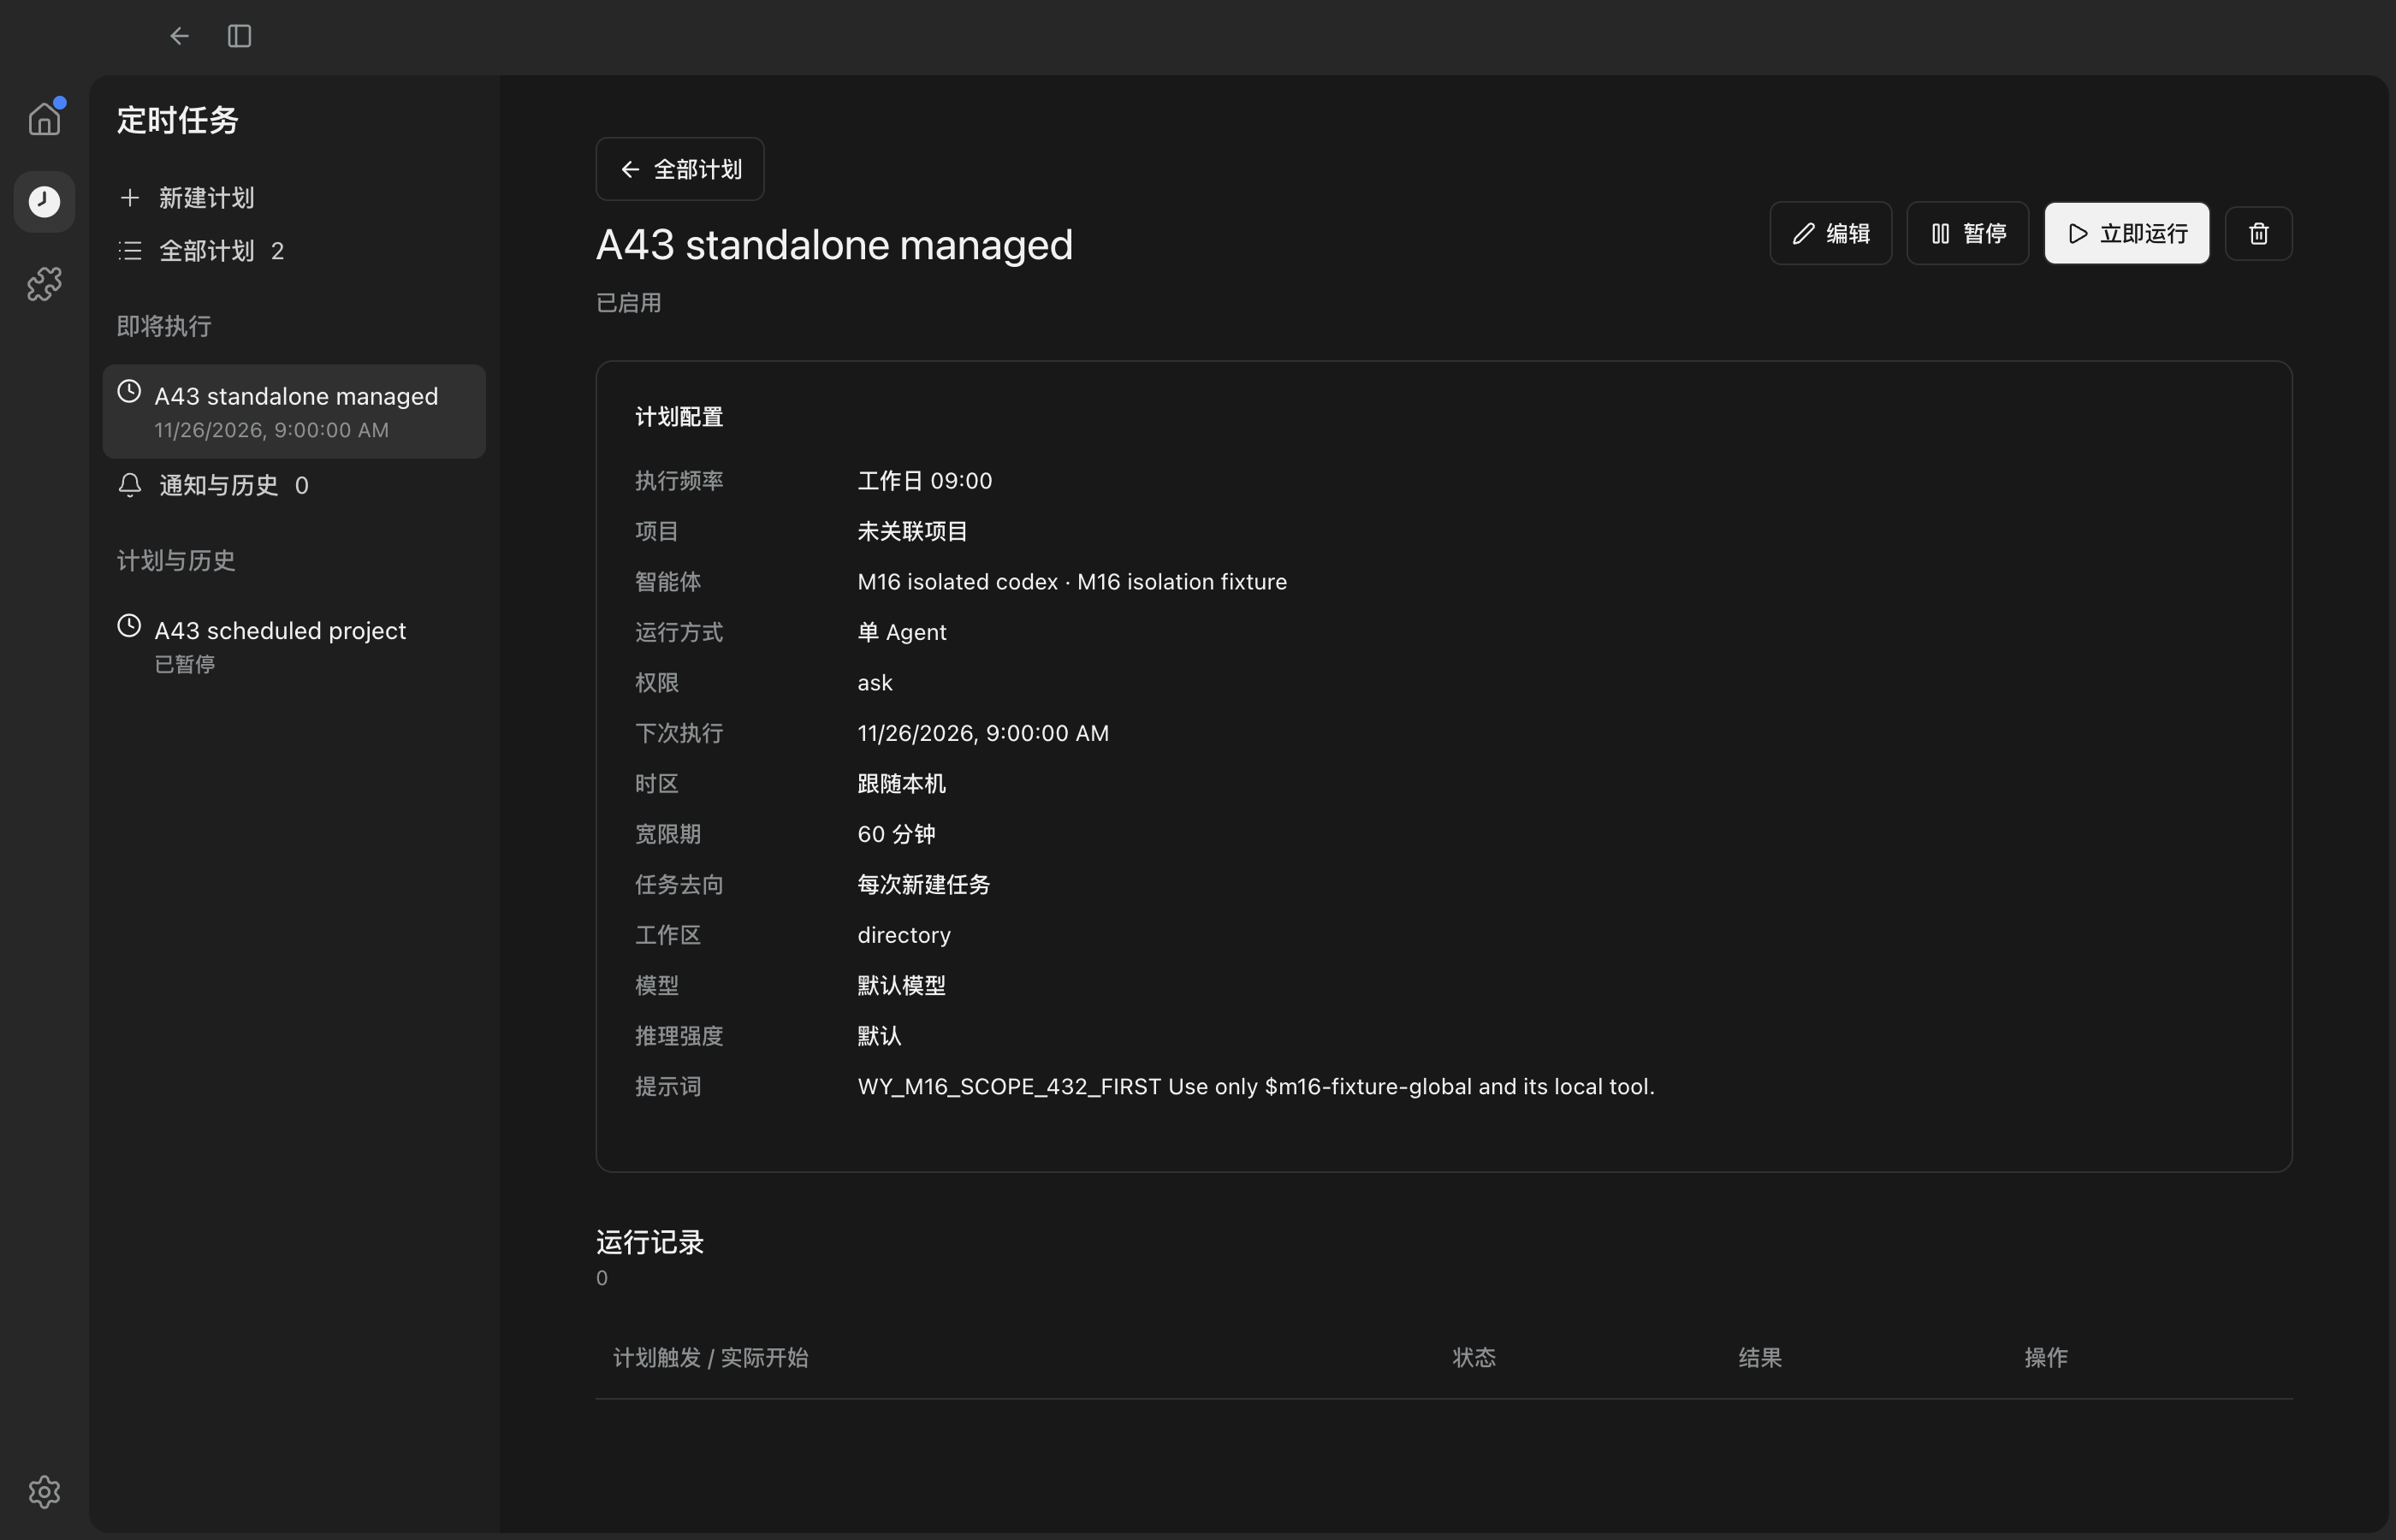 定时任务
新建计划
全部计划 2
即将执行
A43 standalone managed
11/26/2026, 9:00:00 AM
通知与历史 0
计划与历史
A43 scheduled project
已暂停
全部计划
A43 standalone managed
已启用
编辑
暂停
立即运行
计划配置
执行频率 工作日 09:00
项目 未关联项目
智能体 M16 isolated codex · M16 isolation fixture
运行方式 单 Agent
权限 ask
下次执行 11/26/2026, 9:00:00 AM
时区 跟随本机
宽限期 60 分钟
任务去向 每次新建任务
工作区 directory
模型 默认模型
推理强度 默认
提示词 WY_M16_SCOPE_432_FIRST Use only $m16-fixture-global and its local tool.
运行记录
0
计划触发 / 实际开始 状态 结果 操作